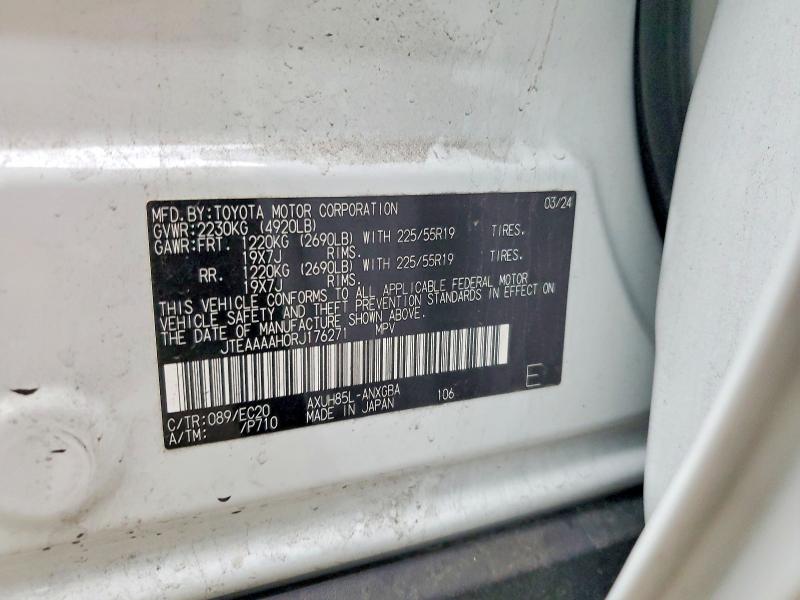 MFD.BY:TOYOTA MOTOR CORPORATION 03/24
GVWR:2230KG (4920LB)
GAWR:FRT. 1220KG (2690LB) WITH 225/55R19 TIRES.
19X7J RIMS.
RR. 1220KG (2690LB) WITH 225/55R19 TIRES.
19X7J RIMS.
THIS VEHICLE CONFORMS TO ALL APPLICABLE FEDERAL MOTOR
VEHICLE SAFETY AND THEFT PREVENTION STANDARDS IN EFFECT ON
THE DATE OF MANUFACTURE SHOWN ABOVE.
JTEAAAAH0RJ176271 MPV
C/TR:089/EC20 AXUH85L-ANXGBA 106 E
A/TM: /P710 MADE IN JAPAN